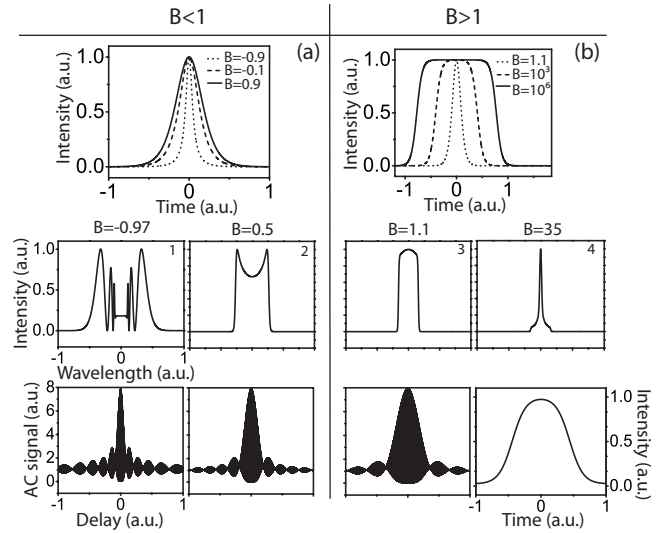 B<1
B>1
(a)
Intensity (a.u.)
1.0
0.5
0.0
B=-0.9
B=-0.1
B=0.9
-1
0
1
Time (a.u.)
(b)
Intensity (a.u.)
1.0
0.5
0.0
B=1.1
B=10³
B=10⁶
-1
0
1
Time (a.u.)
B=-0.97
B=0.5
B=1.1
B=35
Intensity (a.u.)
1.0
0.5
0.0
1
2
3
4
-1
0
1
Wavelength (a.u.)
AC signal (a.u.)
8
6
4
2
0
-1
0
1
Delay (a.u.)
1.0
0.5
0.0
Intensity (a.u.)
-1
0
1
Time (a.u.)